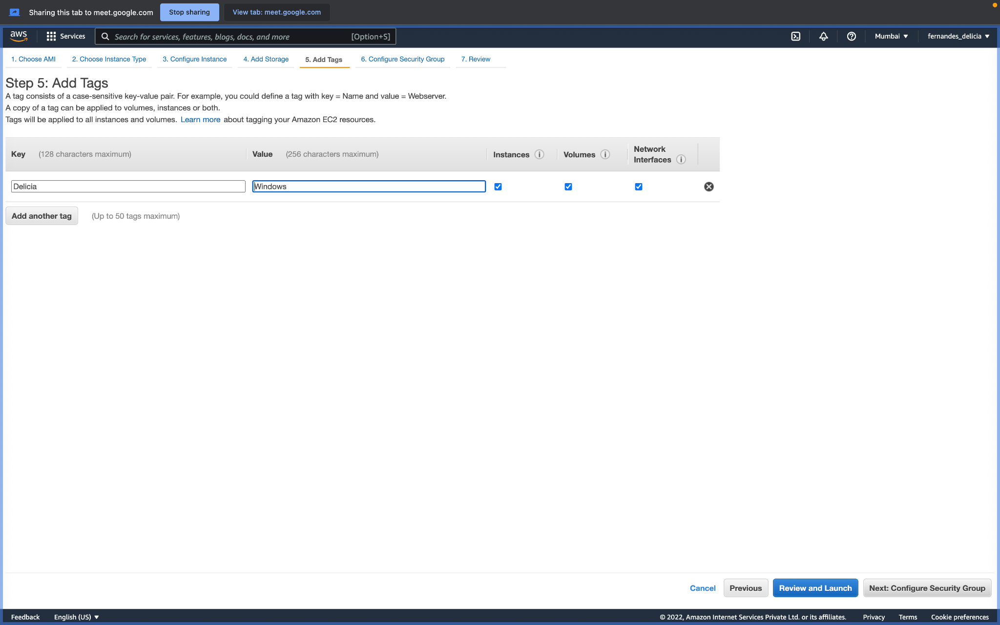 Sharing this tab to meet.google.com Stop sharing View tab: meet.google.com
aws Services Search for services, features, blogs, docs, and more [Option+S] Mumbai ▼ fernandes_delicia ▼
1. Choose AMI 2. Choose Instance Type 3. Configure Instance 4. Add Storage 5. Add Tags 6. Configure Security Group 7. Review
Step 5: Add Tags
A tag consists of a case-sensitive key-value pair. For example, you could define a tag with key = Name and value = Webserver.
A copy of a tag can be applied to volumes, instances or both.
Tags will be applied to all instances and volumes. Learn more about tagging your Amazon EC2 resources.
Key (128 characters maximum) Value (256 characters maximum) Instances i Volumes i Network
Interfaces i
Delicia Windows
Add another tag (Up to 50 tags maximum)
Cancel Previous Review and Launch Next: Configure Security Group
Feedback English (US) ▼ © 2022, Amazon Internet Services Private Ltd. or its affiliates. Privacy Terms Cookie preferences